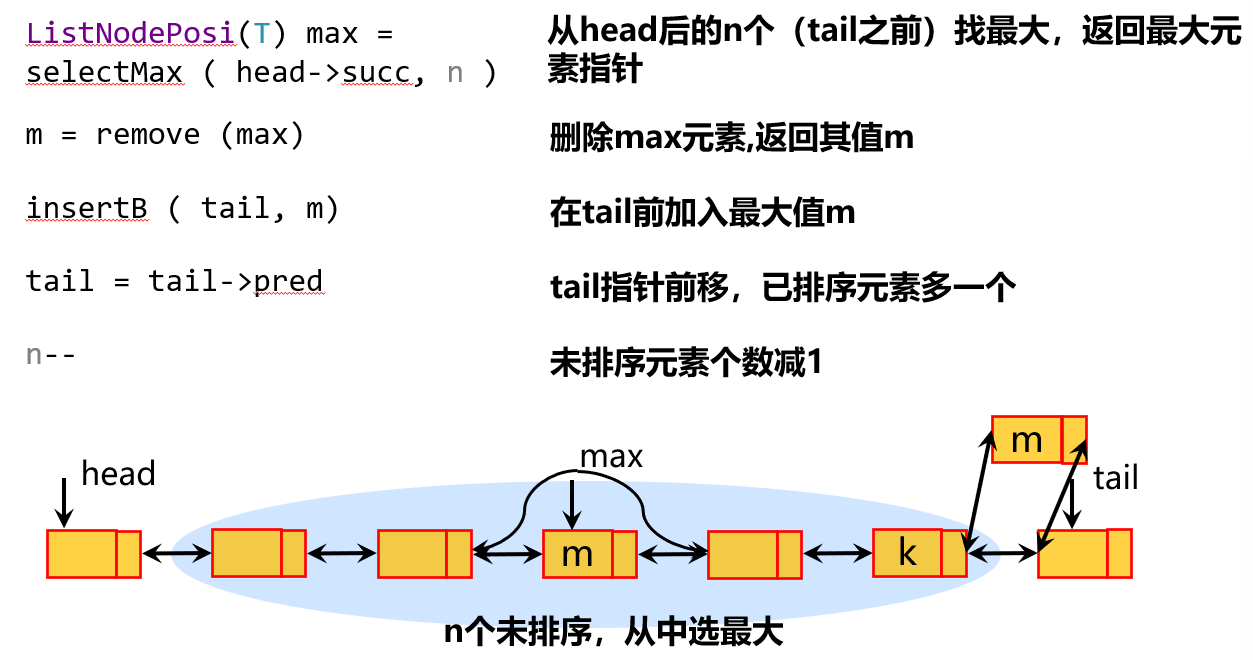 ListNodePosi(T) max =
selectMax ( head->succ, n )
从head后的n个（tail之前）找最大，返回最大元
素指针
m = remove (max)
删除max元素,返回其值m
insertB ( tail, m)
在tail前加入最大值m
tail = tail->pred
tail指针前移，已排序元素多一个
n--
未排序元素个数减1
m
head
max
tail
m
k
n个未排序，从中选最大